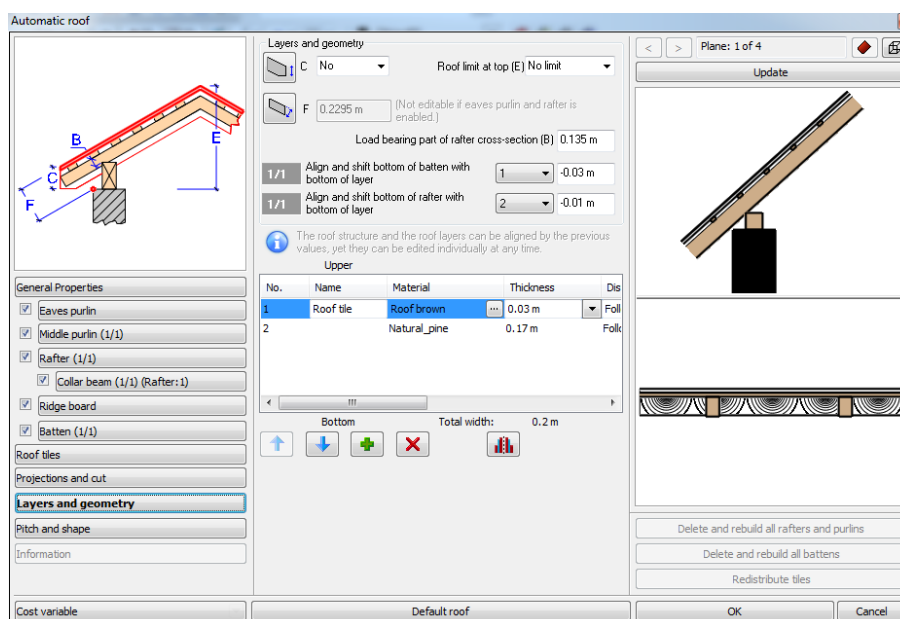 Automatic roof
B
C
E
F
General Properties
Eaves purlin
Middle purlin (1/1)
Rafter (1/1)
Collar beam (1/1) (Rafter:1)
Ridge board
Batten (1/1)
Roof tiles
Projections and cut
Layers and geometry
Pitch and shape
Information
Cost variable
Layers and geometry
C No Roof limit at top (E) No limit
F 0.2295 m (Not editable if eaves purlin and rafter is
enabled.)
Load bearing part of rafter cross-section (B) 0.135 m
1/1 Align and shift bottom of batten with
bottom of layer 1 -0.03 m
1/1 Align and shift bottom of rafter with
bottom of layer 2 -0.01 m
The roof structure and the roof layers can be aligned by the previous
values, yet they can be edited individually at any time.
Upper
No. Name Material Thickness Dis
1 Roof tile Roof brown ... 0.03 m Foll
2 Natural_pine 0.17 m Follo
Bottom Total width: 0.2 m
Default roof
< > Plane: 1 of 4
Update
Delete and rebuild all rafters and purlins
Delete and rebuild all battens
Redistribute tiles
OK Cancel